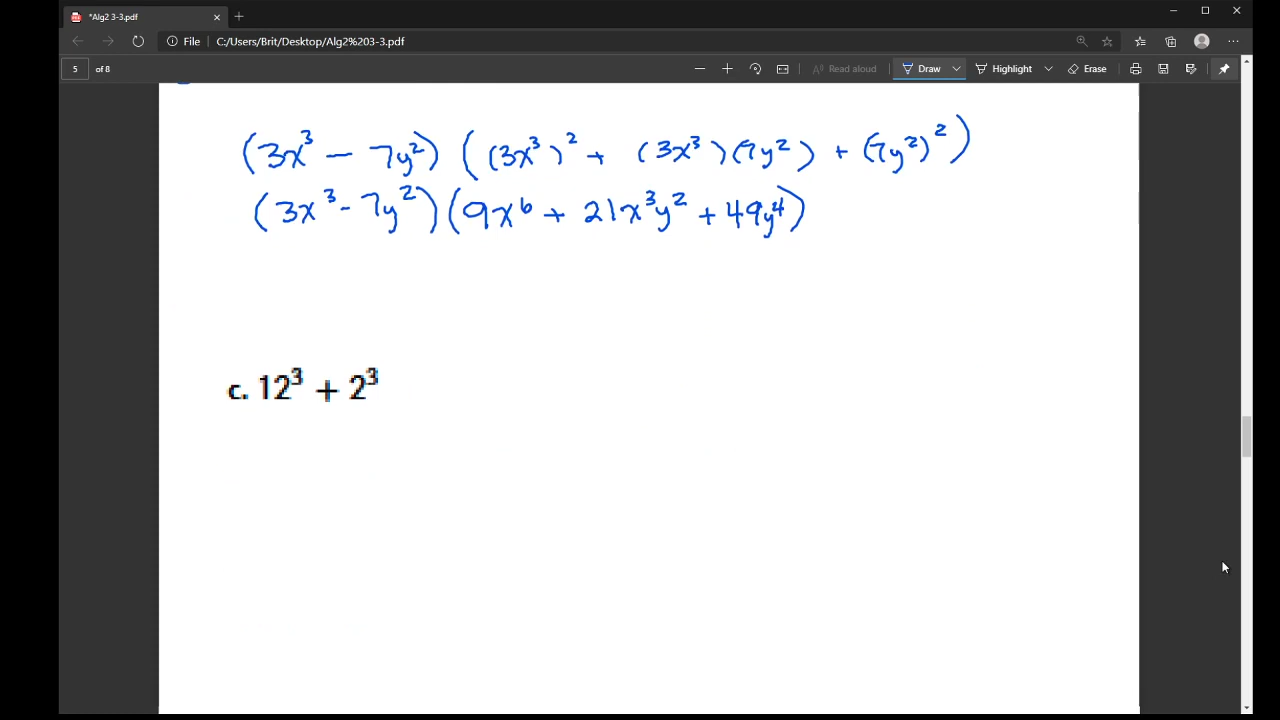 *Alg2 3-3.pdf
File | C:/Users/Brit/Desktop/Alg2%203-3.pdf
5 of 8 Read aloud Draw Highlight Erase
(3x³ − 7y²) ((3x³)² + (3x³)(7y²) + (7y²)²)
(3x³ - 7y²)(9x⁶ + 21x³y² + 49y⁴)
c. 12³ + 2³